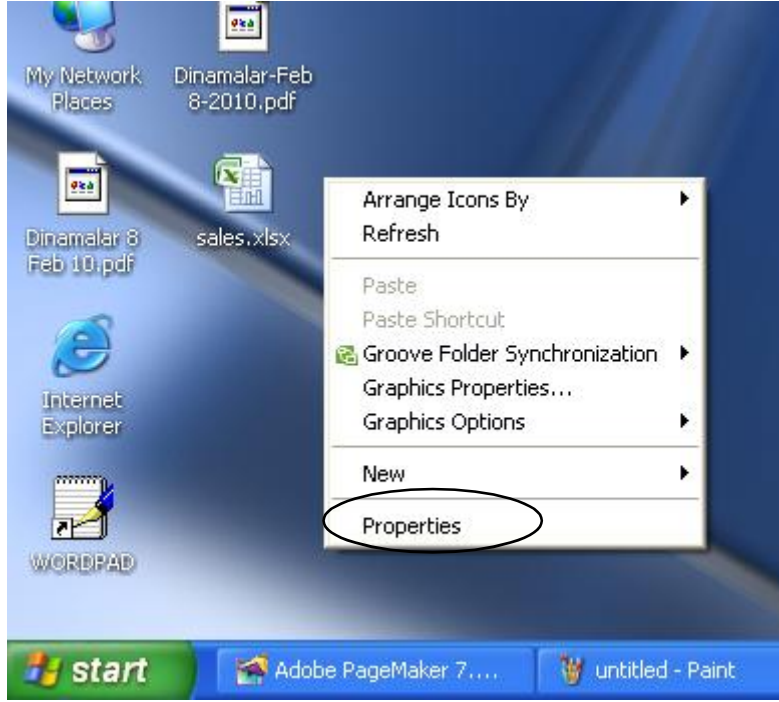 My Network
Places
Dinamalar-Feb
8-2010.pdf
Dinamalar 8
Feb 10.pdf
sales.xlsx
Internet
Explorer
WORDPAD
Arrange Icons By
Refresh
Paste
Paste Shortcut
Groove Folder Synchronization
Graphics Properties...
Graphics Options
New
Properties
start
Adobe PageMaker 7....
untitled - Paint